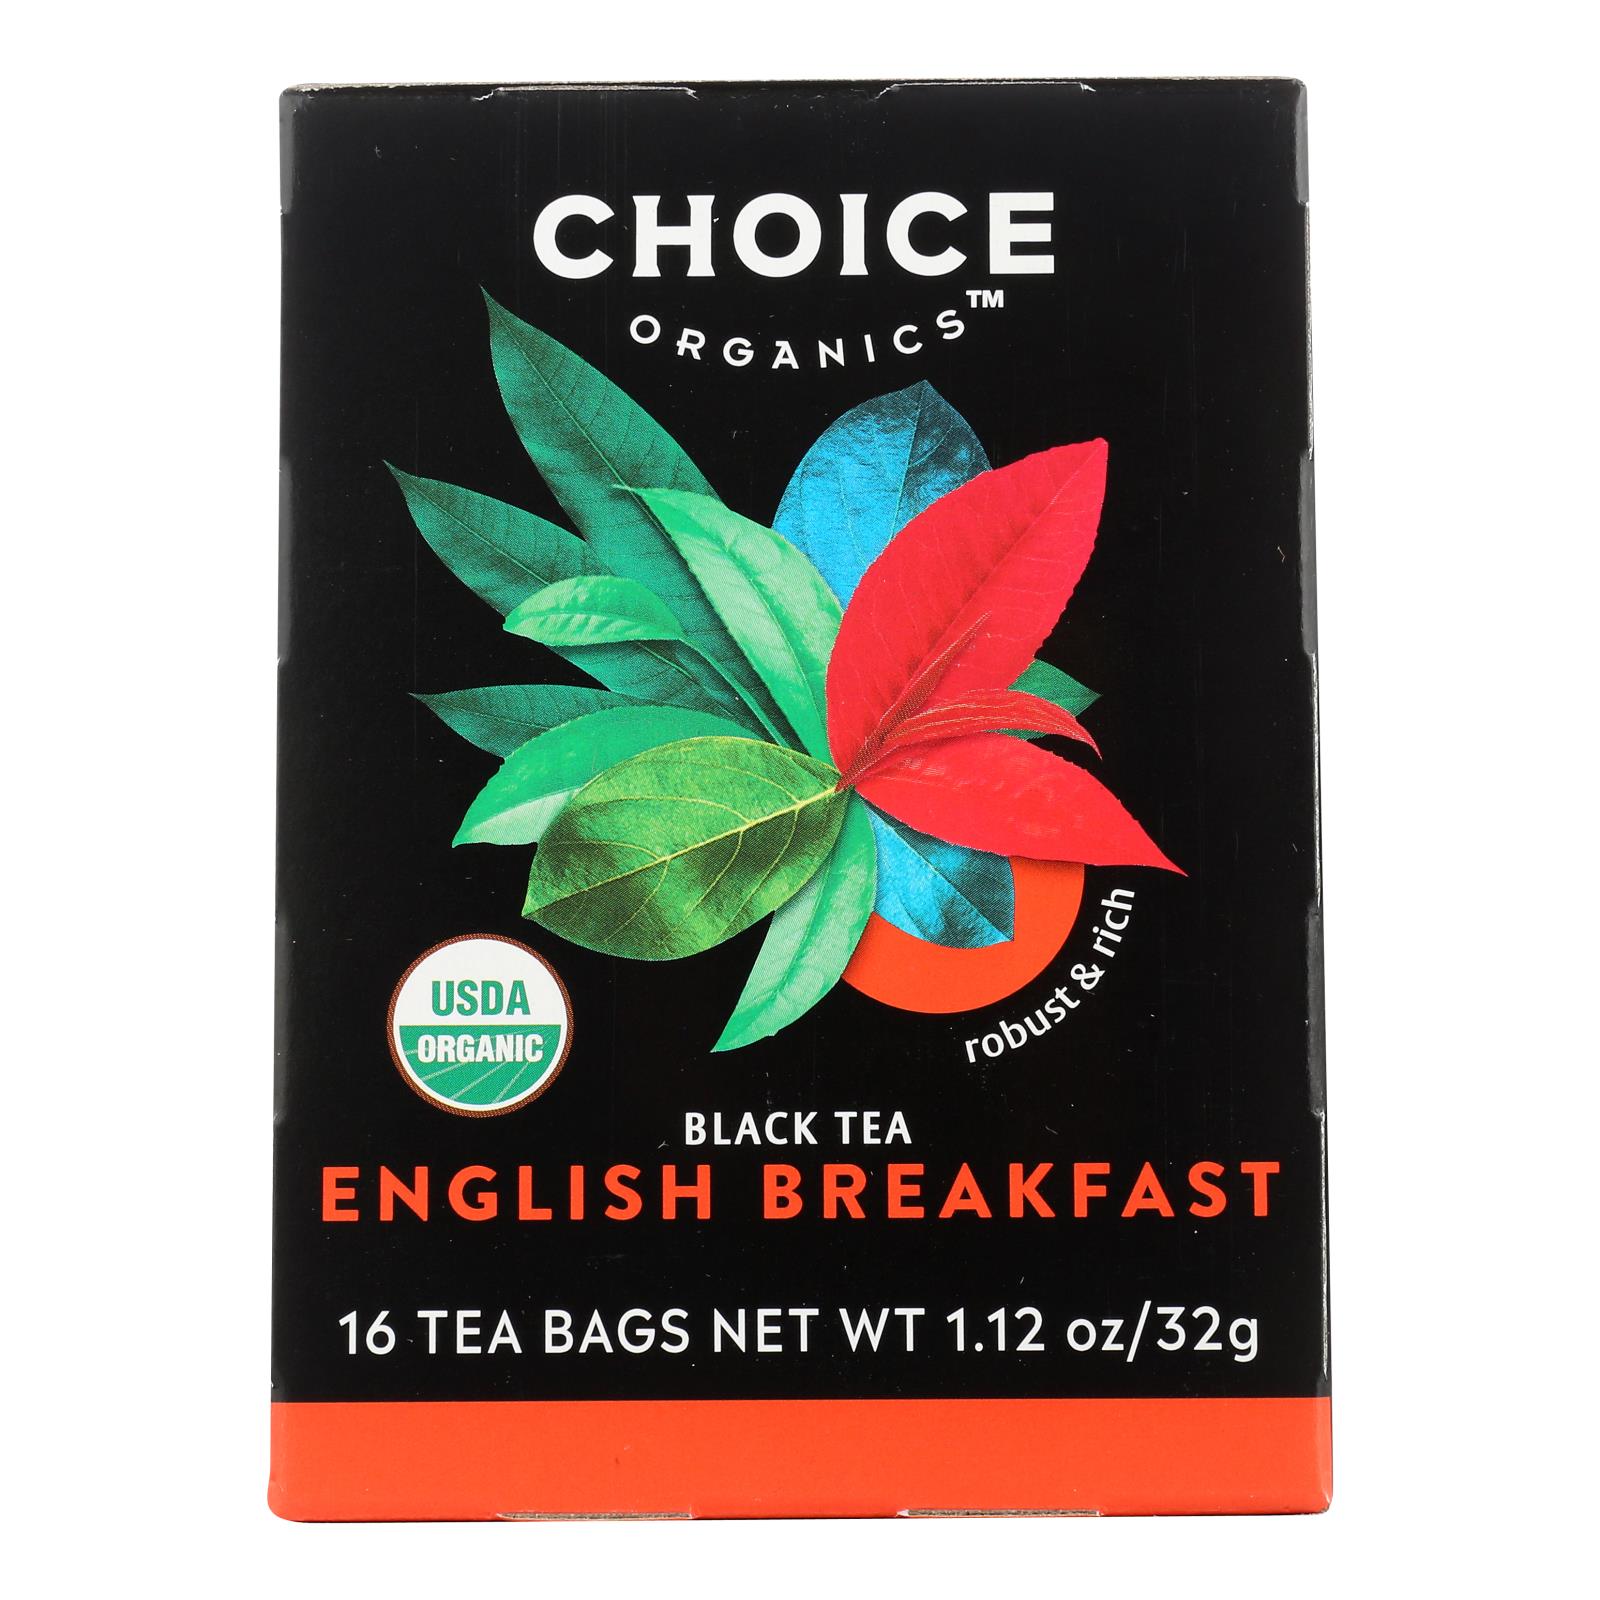 CHOICE
ORGANICS™
robust & rich
USDA
ORGANIC
BLACK TEA
ENGLISH BREAKFAST
16 TEA BAGS NET WT 1.12 oz/32g